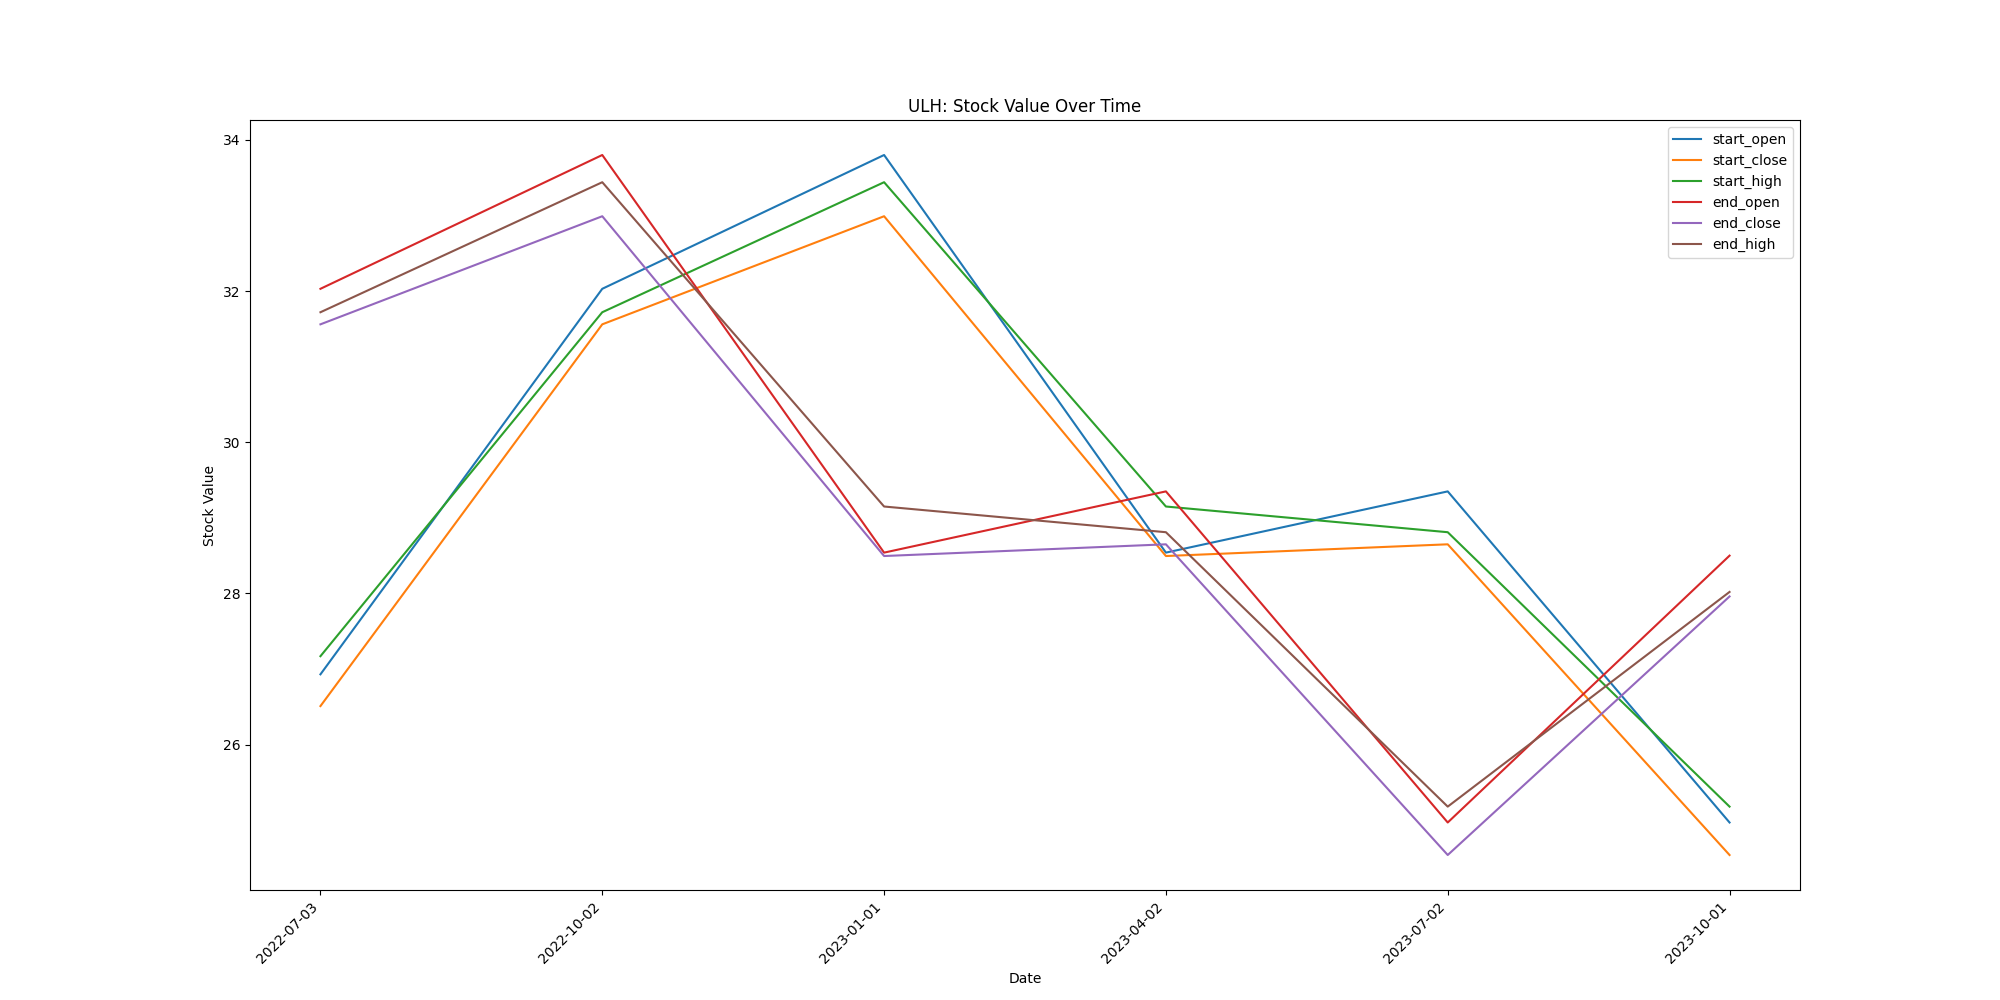 ULH: Stock Value Over Time
34
32
30
28
26
Stock Value
start_open
start_close
start_high
end_open
end_close
end_high
2022-07-03
2022-10-02
2023-01-01
2023-04-02
2023-07-02
2023-10-01
Date